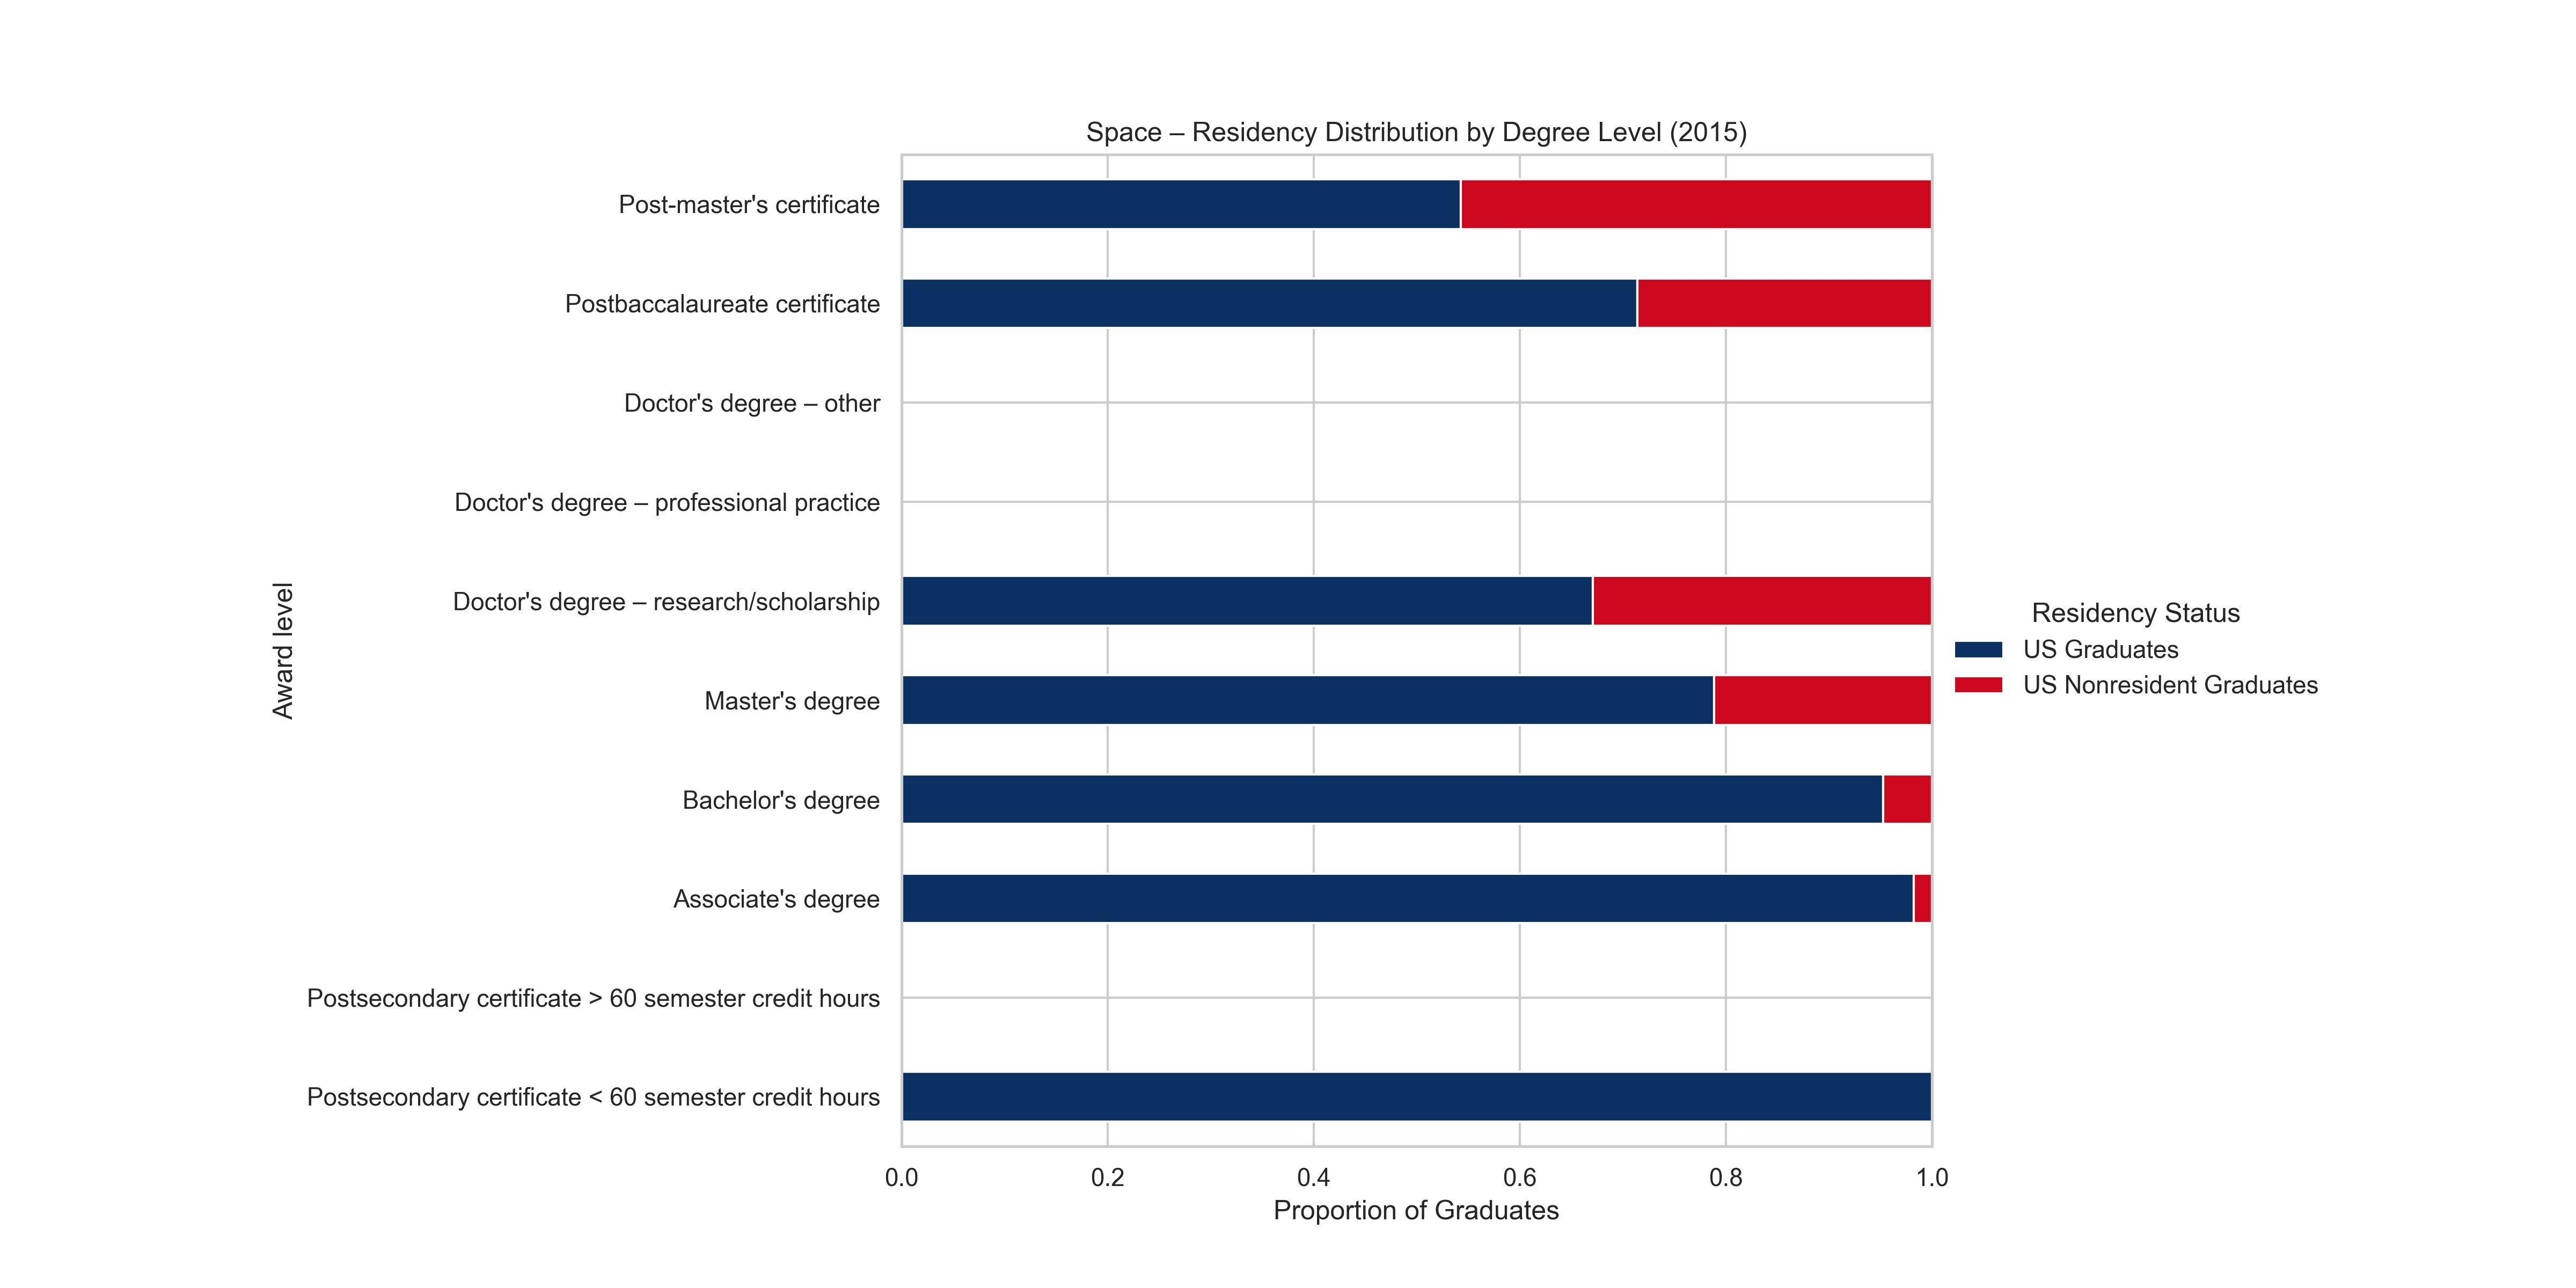 Space – Residency Distribution by Degree Level (2015)
Post-master's certificate
Postbaccalaureate certificate
Doctor's degree – other
Doctor's degree – professional practice
Doctor's degree – research/scholarship
Master's degree
Bachelor's degree
Associate's degree
Postsecondary certificate > 60 semester credit hours
Postsecondary certificate < 60 semester credit hours
Award level
0.0 0.2 0.4 0.6 0.8 1.0
Proportion of Graduates
Residency Status
US Graduates
US Nonresident Graduates